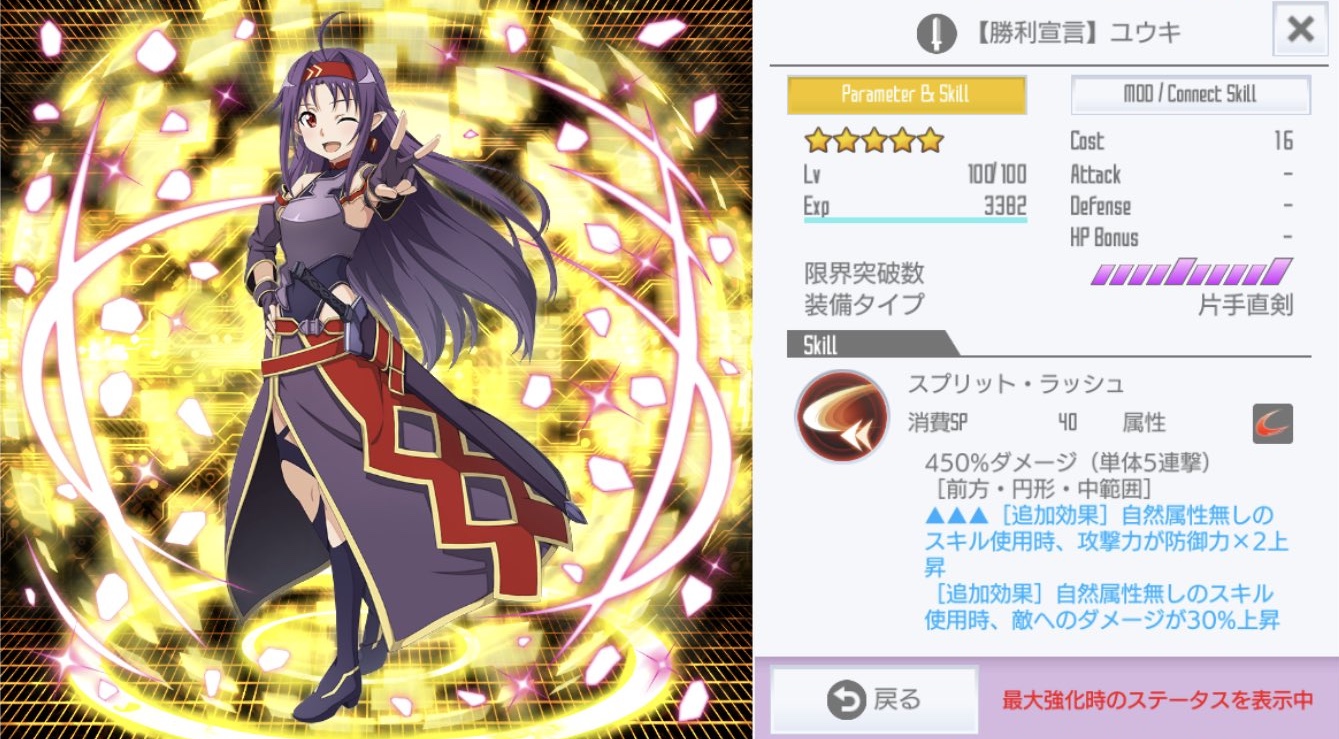 【勝利宣言】ユウキ
Parameter & Skill
MOD / Connect Skill
Lv 100/100
Exp 3382
Cost 16
Attack -
Defense -
HP Bonus -
限界突破数
装備タイプ 片手直剣
Skill
スプリット・ラッシュ
消費SP 40 属性
450%ダメージ（単体5連撃）
［前方・円形・中範囲］
▲▲▲［追加効果］自然属性無しの
スキル使用時、攻撃力が防御力×2上
昇
［追加効果］自然属性無しのスキル
使用時、敵へのダメージが30%上昇
戻る
最大強化時のステータスを表示中